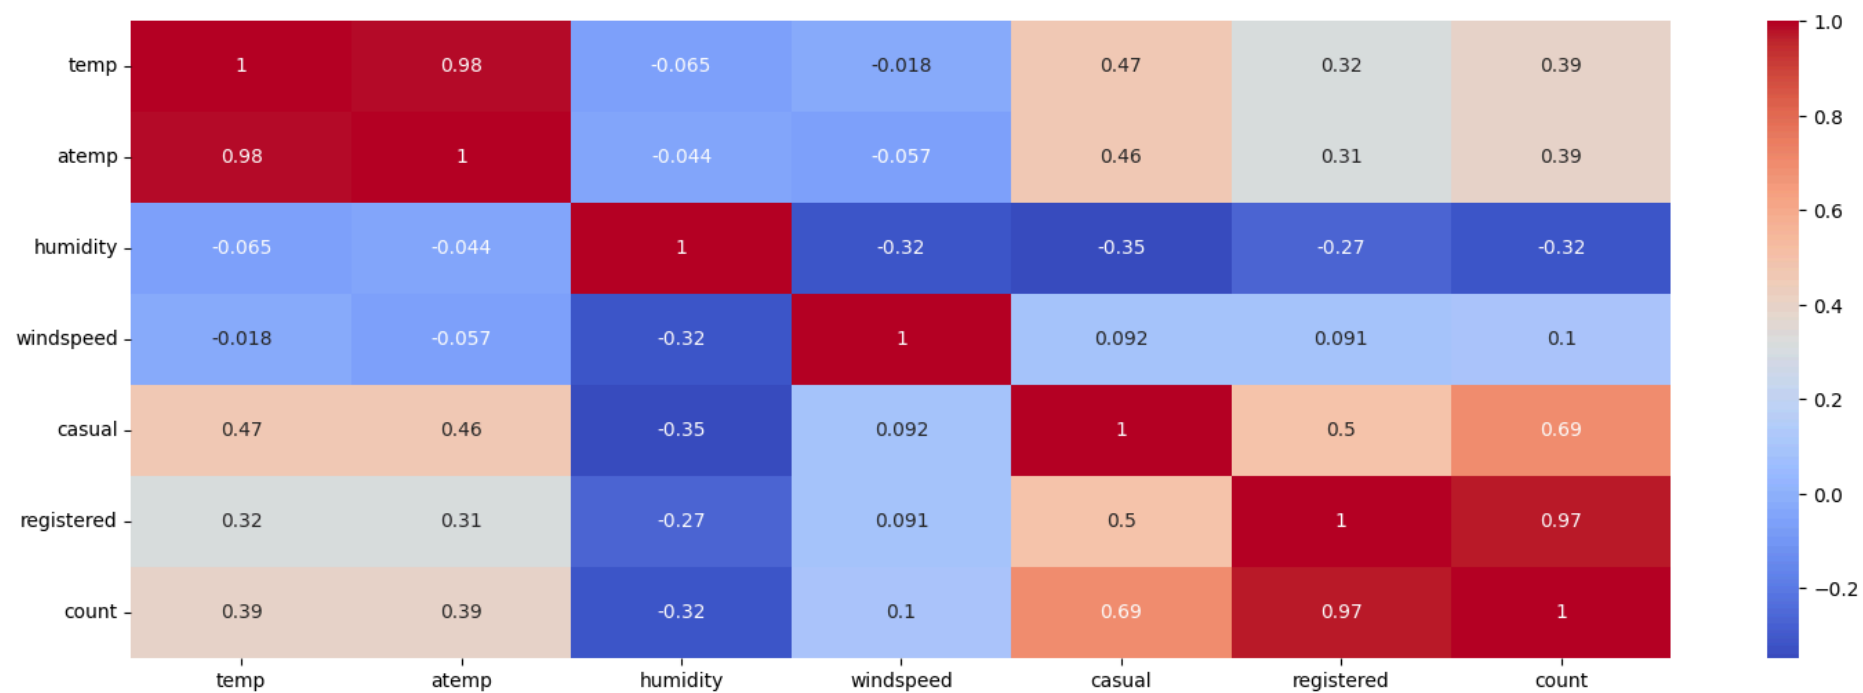 temp 1 0.98 -0.065 -0.018 0.47 0.32 0.39
atemp 0.98 1 -0.044 -0.057 0.46 0.31 0.39
humidity -0.065 -0.044 1 -0.32 -0.35 -0.27 -0.32
windspeed -0.018 -0.057 -0.32 1 0.092 0.091 0.1
casual 0.47 0.46 -0.35 0.092 1 0.5 0.69
registered 0.32 0.31 -0.27 0.091 0.5 1 0.97
count 0.39 0.39 -0.32 0.1 0.69 0.97 1
temp atemp humidity windspeed casual registered count
1.0
0.8
0.6
0.4
0.2
0.0
−0.2